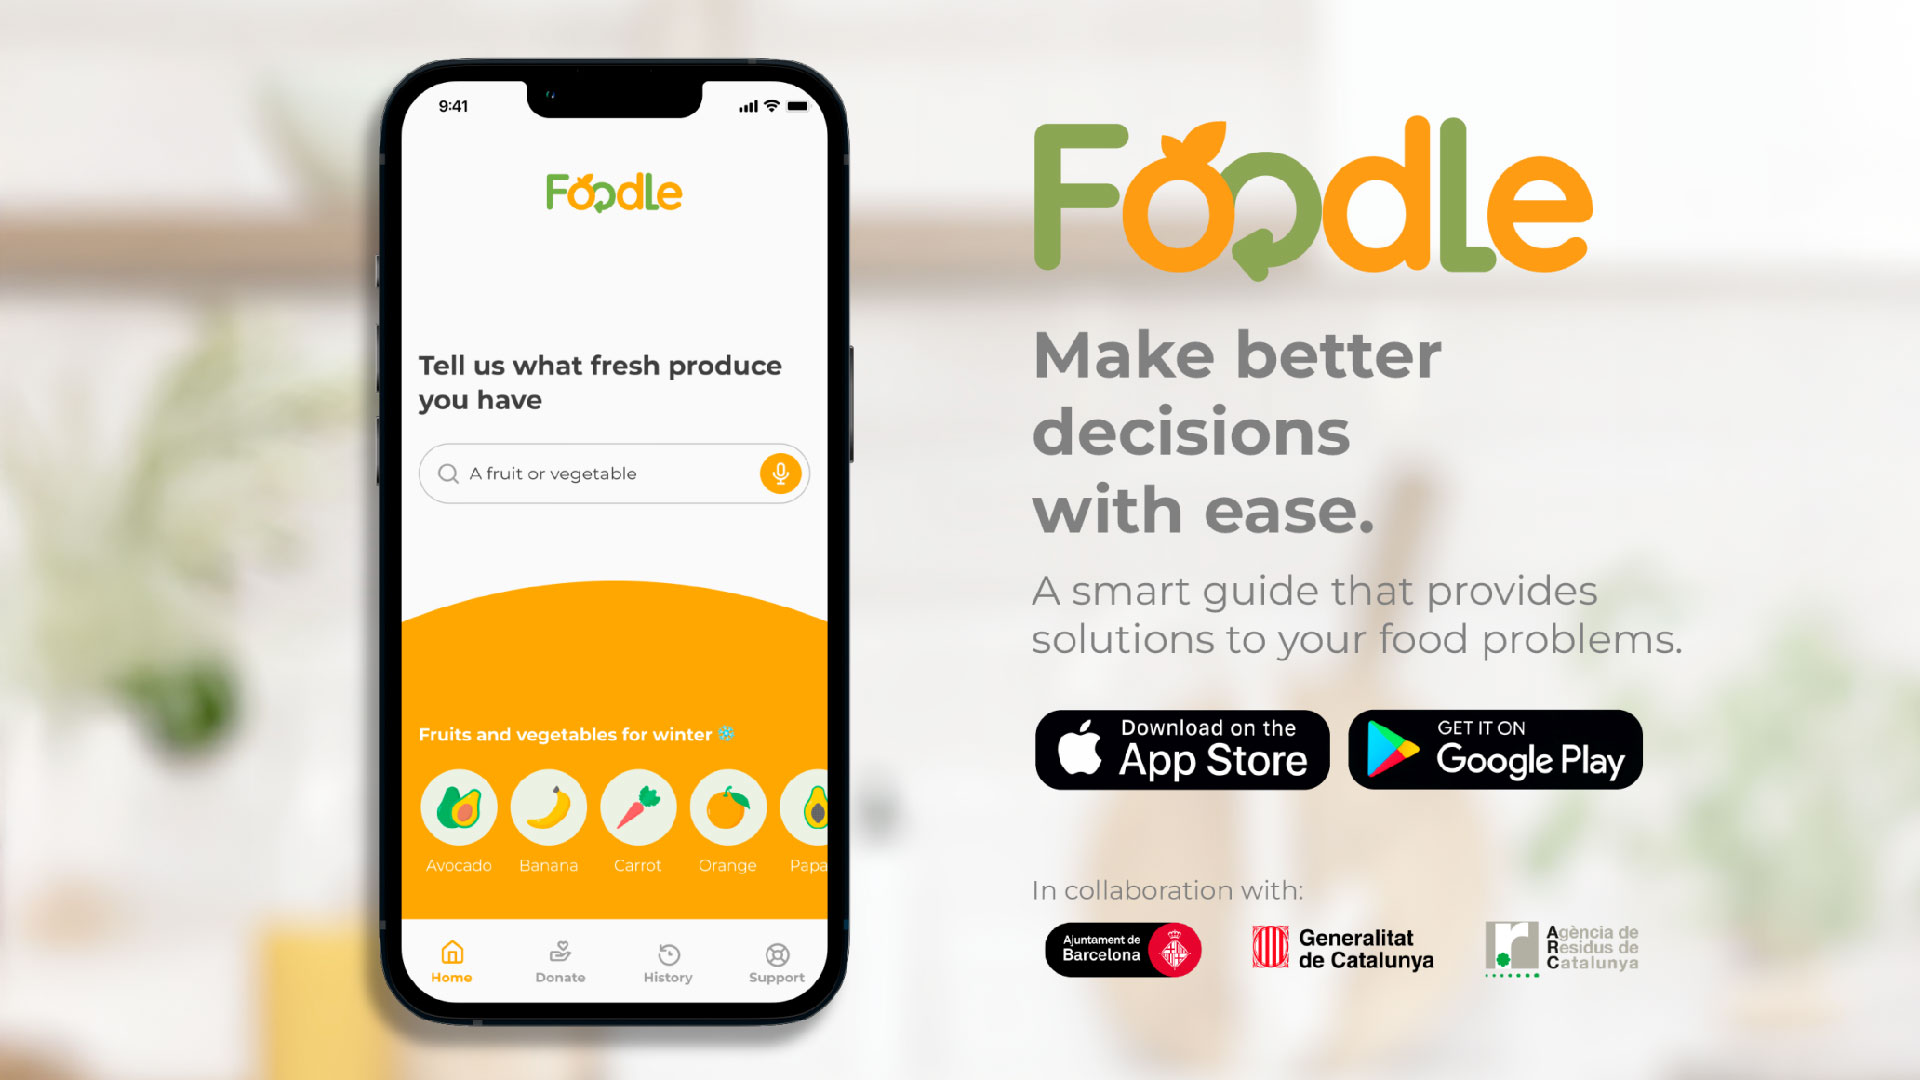 9:41
Foodle
Tell us what fresh produce
you have
A fruit or vegetable
Fruits and vegetables for winter
Avocado
Banana
Carrot
Orange
Papa
Home
Donate
History
Support
Foodle
Make better
decisions
with ease.
A smart guide that provides
solutions to your food problems.
Download on the
App Store
GET IT ON
Google Play
In collaboration with:
Ajuntament de
Barcelona
Generalitat
de Catalunya
Agència de
Residus de
Catalunya